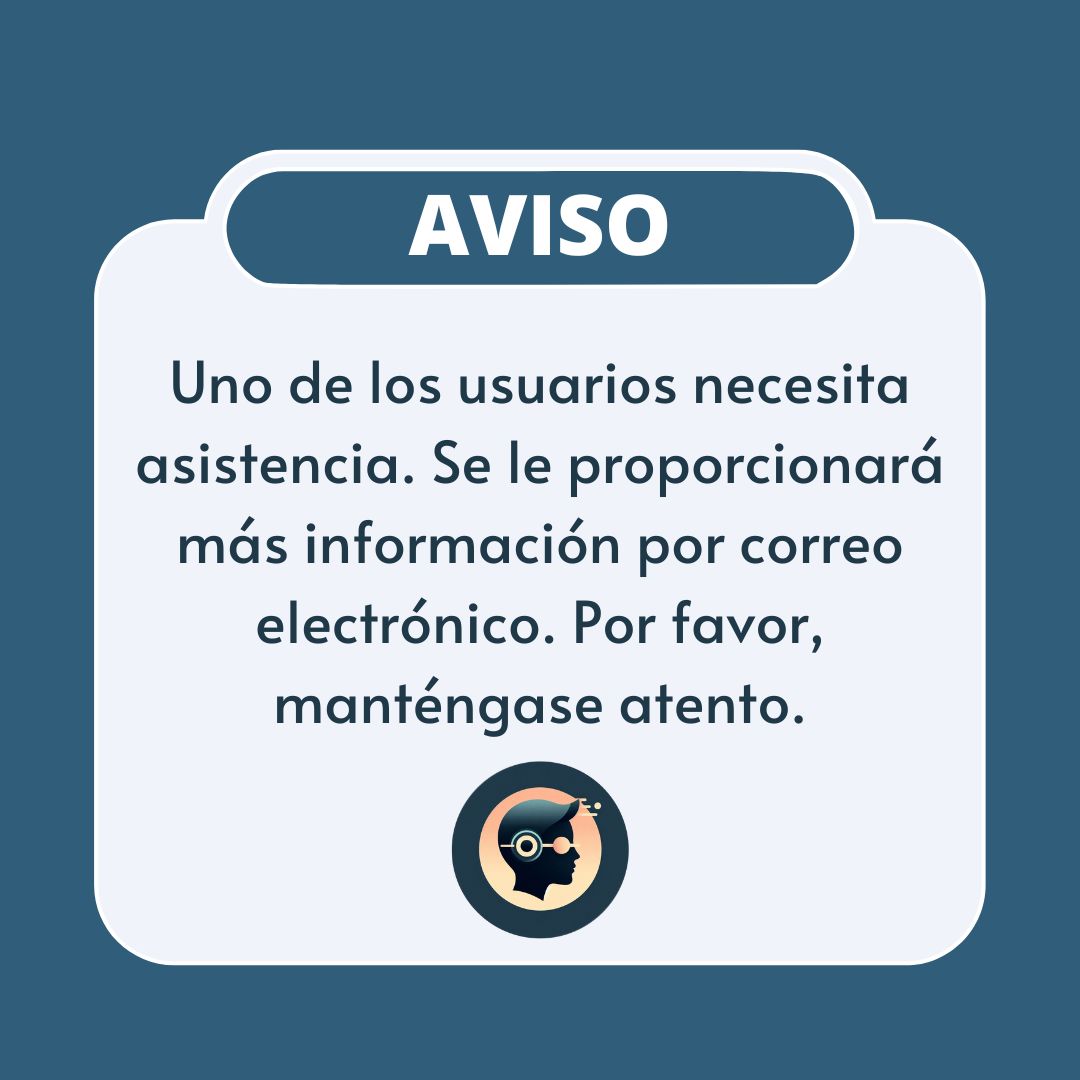 AVISO
Uno de los usuarios necesita
asistencia. Se le proporcionará
más información por correo
electrónico. Por favor,
manténgase atento.